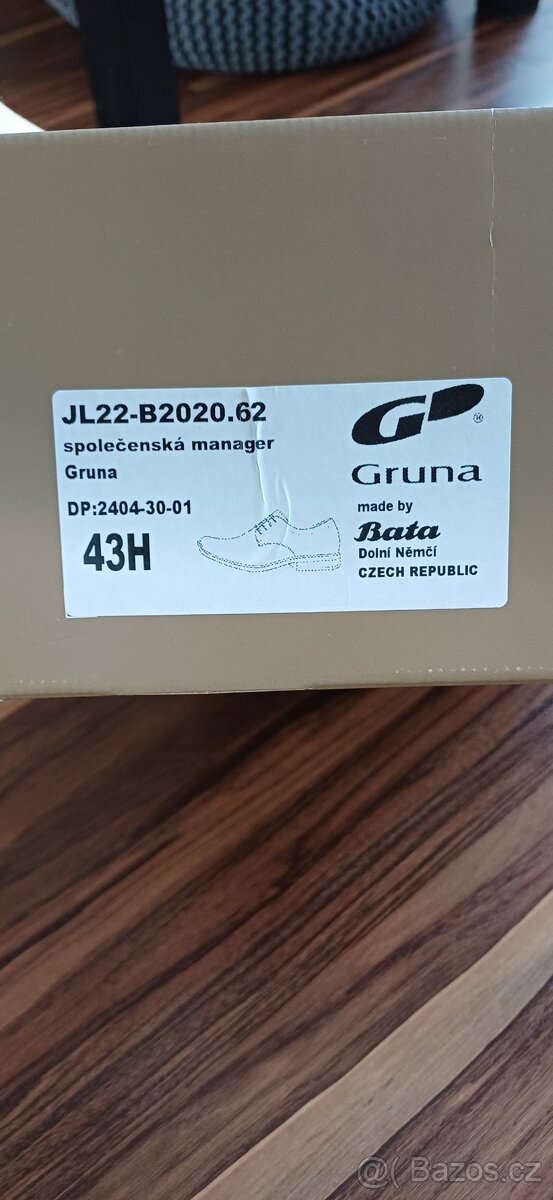 JL22-B2020.62
společenská manager
Gruna
DP:2404-30-01
43H
GP ®
Gruna
made by
Bata
Dolní Němčí
CZECH REPUBLIC
@( Bazos.cz